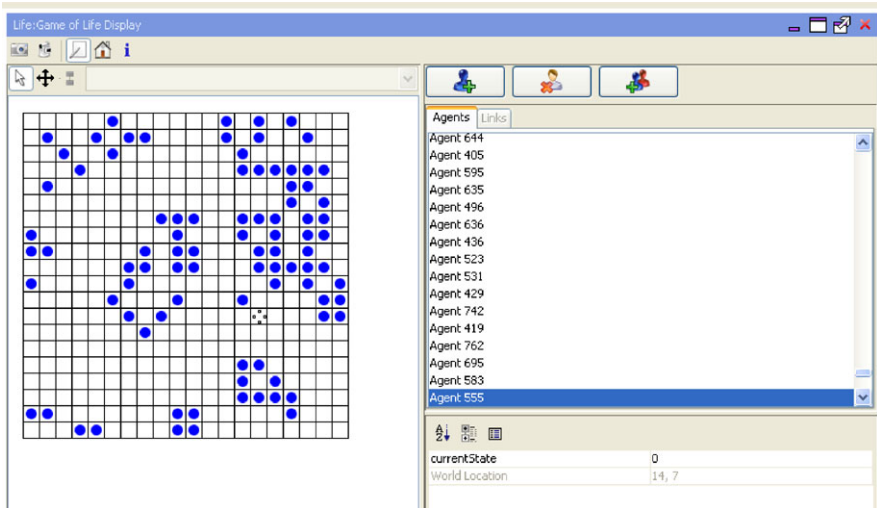 Life:Game of Life Display
Agents
Links
Agent 644
Agent 405
Agent 595
Agent 635
Agent 496
Agent 636
Agent 436
Agent 523
Agent 531
Agent 429
Agent 742
Agent 419
Agent 762
Agent 695
Agent 583
Agent 555
currentState 0
World Location 14, 7